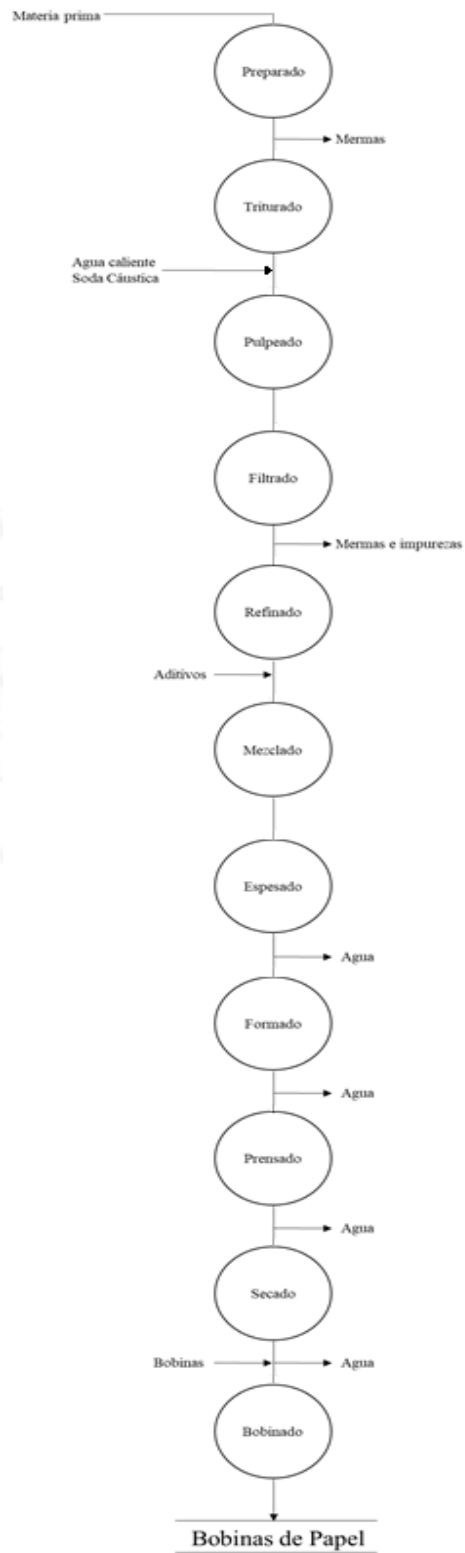 Materia prima
Preparado
Mermas
Triturado
Agua caliente
Soda Cáustica
Pulpeado
Filtrado
Mermas e impurezas
Refinado
Aditivos
Mezclado
Espesado
Agua
Formado
Agua
Prensado
Agua
Secado
Bobinas
Agua
Bobinado
Bobinas de Papel